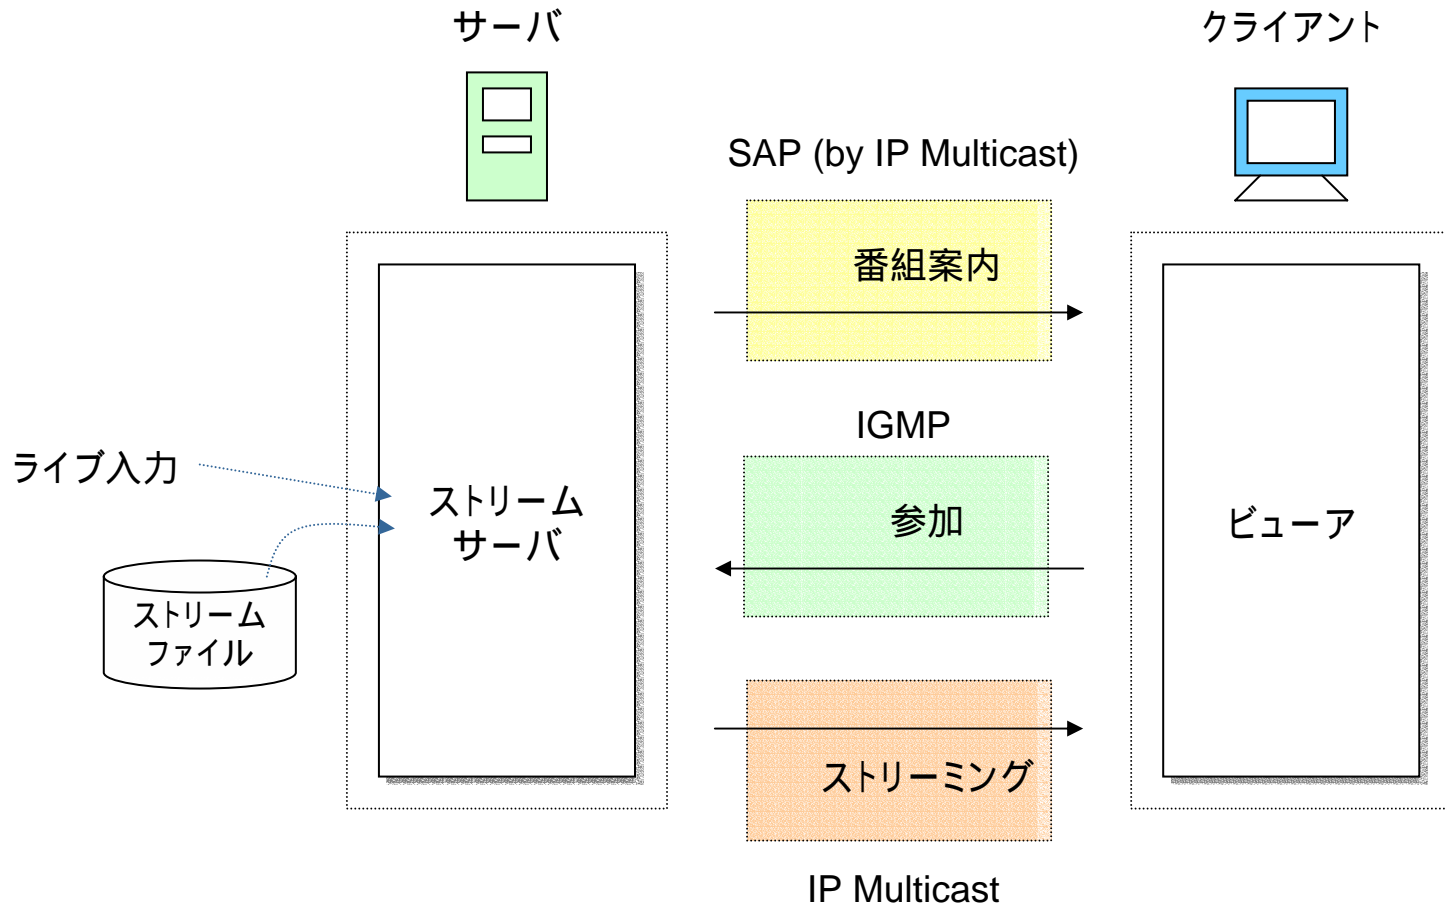 サーバ
クライアント
SAP (by IP Multicast)
番組案内
IGMP
ライブ入力
ストリーム
サーバ
参加
ビューア
ストリーム
ファイル
ストリーミング
IP Multicast